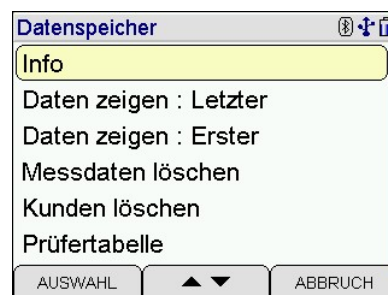 Datenspeicher
Info
Daten zeigen : Letzter
Daten zeigen : Erster
Messdaten löschen
Kunden löschen
Prüfertabelle
AUSWAHL ▲ ▼ ABBRUCH